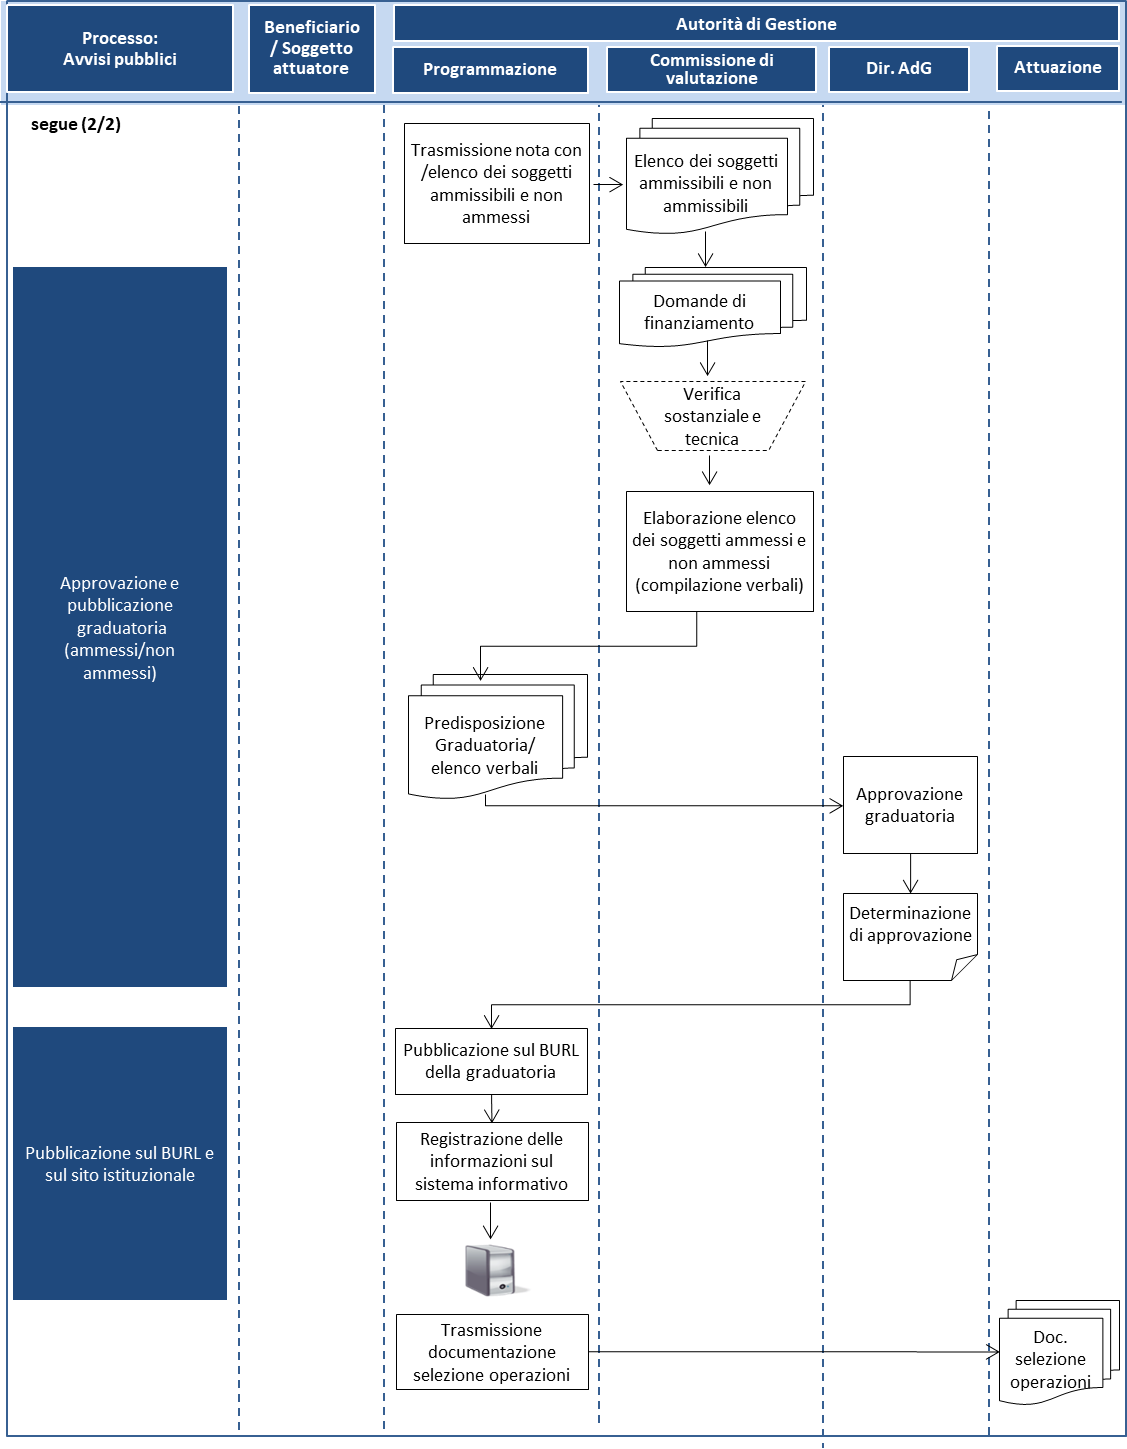 Processo:
Avvisi pubblici
Beneficiario
/ Soggetto
attuatore
Autorità di Gestione
Programmazione
Commissione di
valutazione
Dir. AdG
Attuazione
segue (2/2)
Trasmissione nota con
/elenco dei soggetti
ammissibili e non
ammessi
Elenco dei soggetti
ammissibili e non
ammissibili
Domande di
finanziamento
Verifica
sostanziale e
tecnica
Elaborazione elenco
dei soggetti ammessi e
non ammessi
(compilazione verbali)
Approvazione e
pubblicazione
graduatoria
(ammessi/non
ammessi)
Predisposizione
Graduatoria/
elenco verbali
Approvazione
graduatoria
Determinazione
di approvazione
Pubblicazione sul BURL
della graduatoria
Pubblicazione sul BURL e
sul sito istituzionale
Registrazione delle
informazioni sul
sistema informativo
Trasmissione
documentazione
selezione operazioni
Doc.
selezione
operazioni